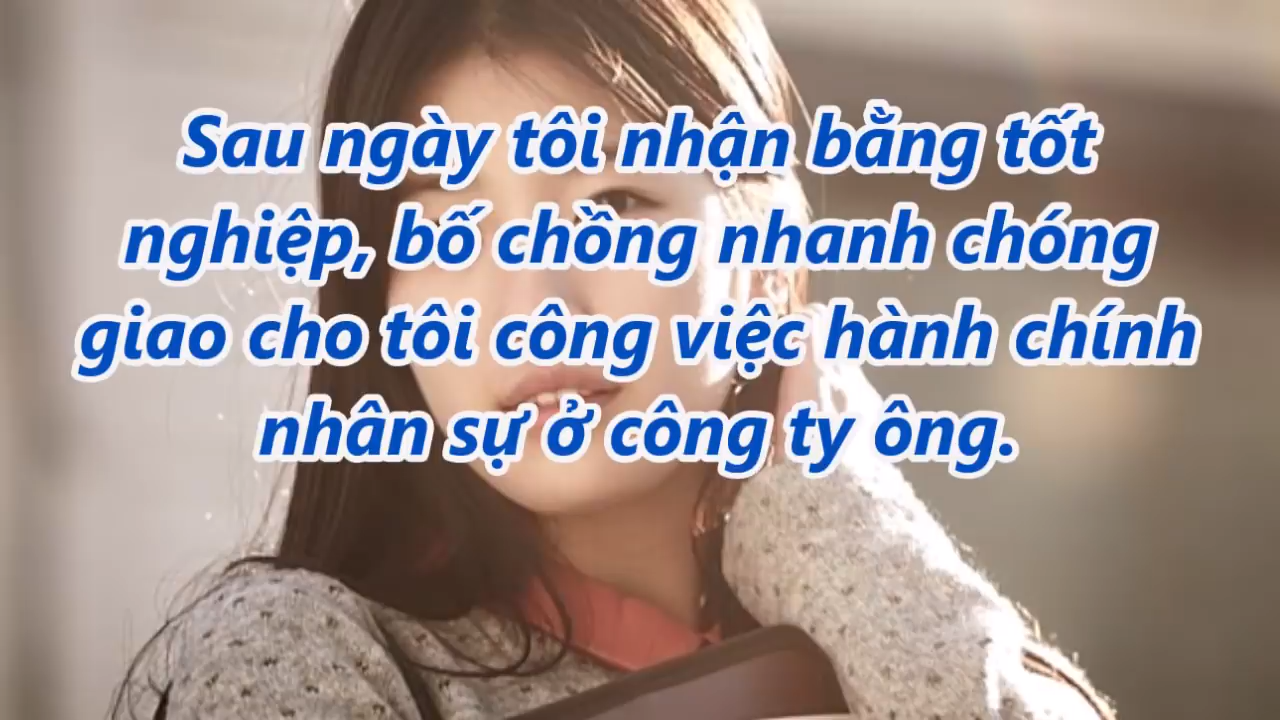 Sau ngày tôi nhận bằng tốt
nghiệp, bố chồng nhanh chóng
giao cho tôi công việc hành chính
nhân sự ở công ty ông.